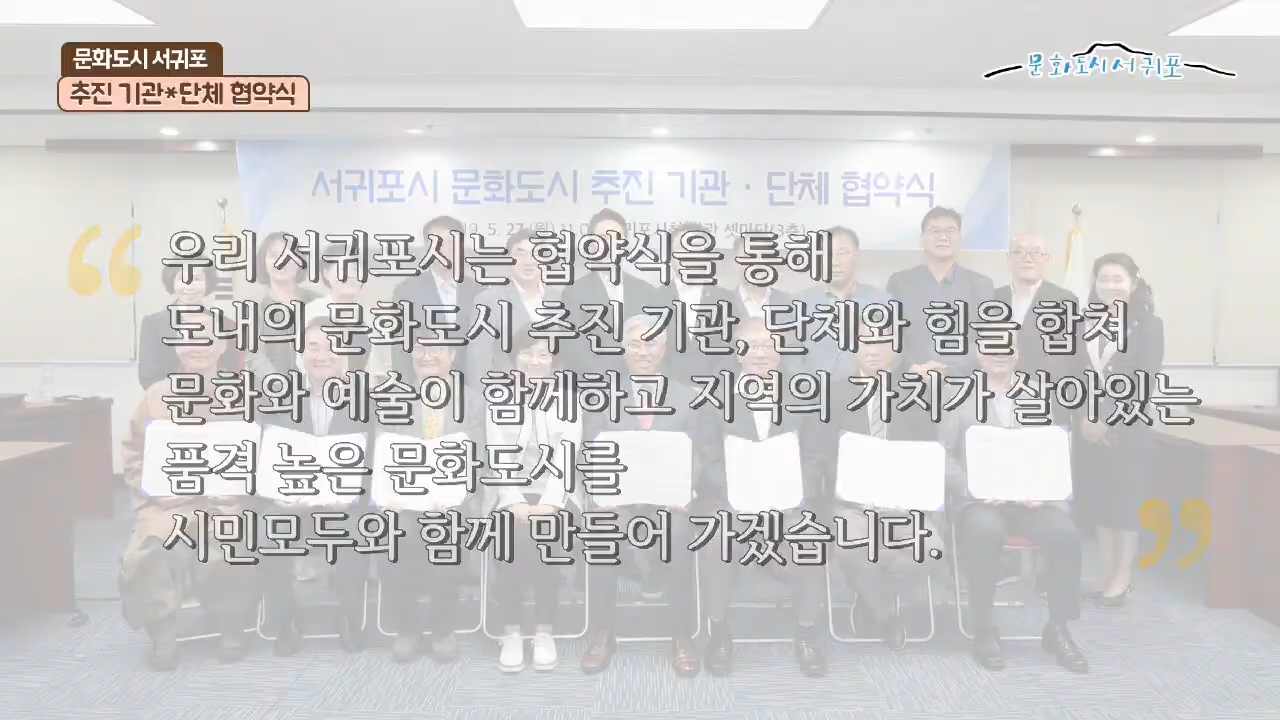 문화도시 서귀포
추진 기관*단체 협약식
문화도시서귀포
서귀포시 문화도시 추진 기관·단체 협약식
5. 27
우리 서귀포시는 협약식을 통해
도내의 문화도시 추진 기관, 단체와 힘을 합쳐
문화와 예술이 함께하고 지역의 가치가 살아있는
품격 높은 문화도시를
시민모두와 함께 만들어 가겠습니다.